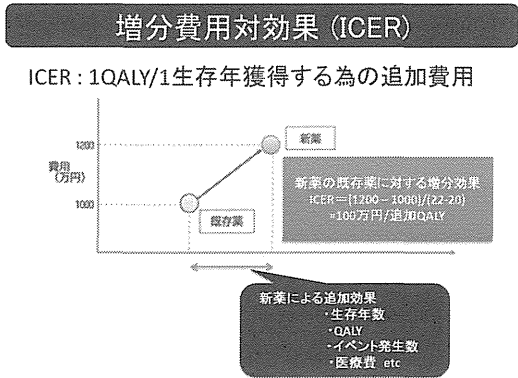 増分費用対効果 (ICER)
ICER : 1QALY/1生存年獲得する為の追加費用
1200
費用
(万円)
1000
新薬
既存薬
新薬の既存薬に対する増分効果
ICER=(1200-1000)/(22-20)
=100万円/追加QALY
新薬による追加効果
・生存年数
・QALY
・イベント発生数
・医療費 etc